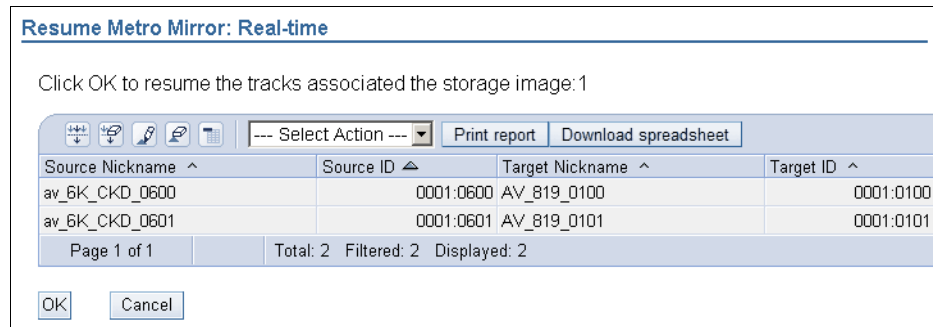 Resume Metro Mirror: Real-time
Click OK to resume the tracks associated the storage image:1
--- Select Action --- Print report Download spreadsheet
Source Nickname ^ Source ID Target Nickname ^ Target ID ^
av_6K_CKD_0600 0001:0600 AV_819_0100 0001:0100
av_6K_CKD_0601 0001:0601 AV_819_0101 0001:0101
Page 1 of 1 Total: 2 Filtered: 2 Displayed: 2
OK Cancel